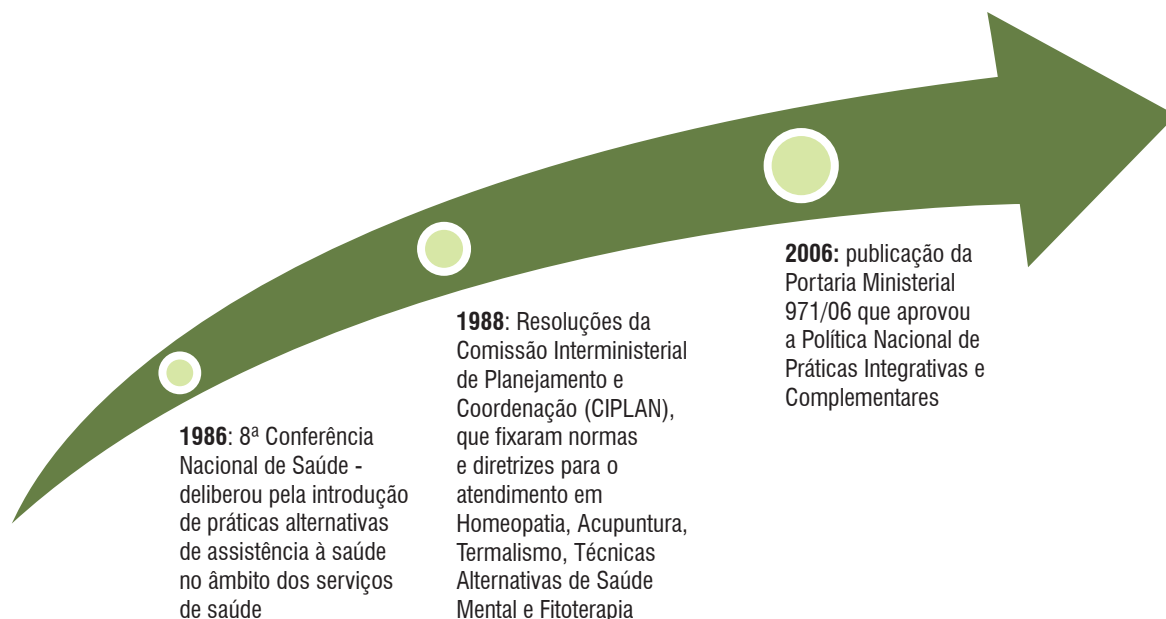 1986: 8ª Conferência
Nacional de Saúde -
deliberou pela introdução
de práticas alternativas
de assistência à saúde
no âmbito dos serviços
de saúde
1988: Resoluções da
Comissão Interministerial
de Planejamento e
Coordenação (CIPLAN),
que fixaram normas
e diretrizes para o
atendimento em
Homeopatia, Acupuntura,
Termalismo, Técnicas
Alternativas de Saúde
Mental e Fitoterapia
2006: publicação da
Portaria Ministerial
971/06 que aprovou
a Política Nacional de
Práticas Integrativas e
Complementares